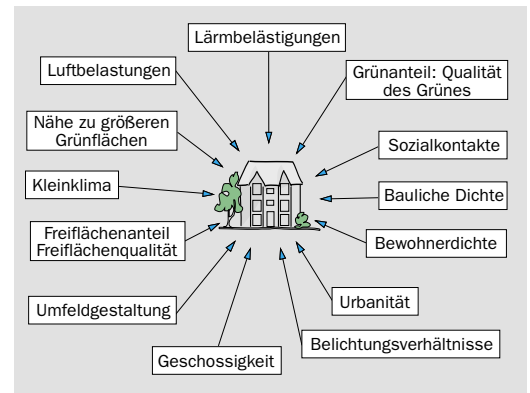 Lärmbelästigungen
Luftbelastungen
Grünanteil: Qualität
des Grünes
Nähe zu größeren
Grünflächen
Sozialkontakte
Kleinklima
Bauliche Dichte
Freiflächenanteil
Freiflächenqualität
Bewohnerdichte
Umfeldgestaltung
Urbanität
Belichtungsverhältnisse
Geschossigkeit